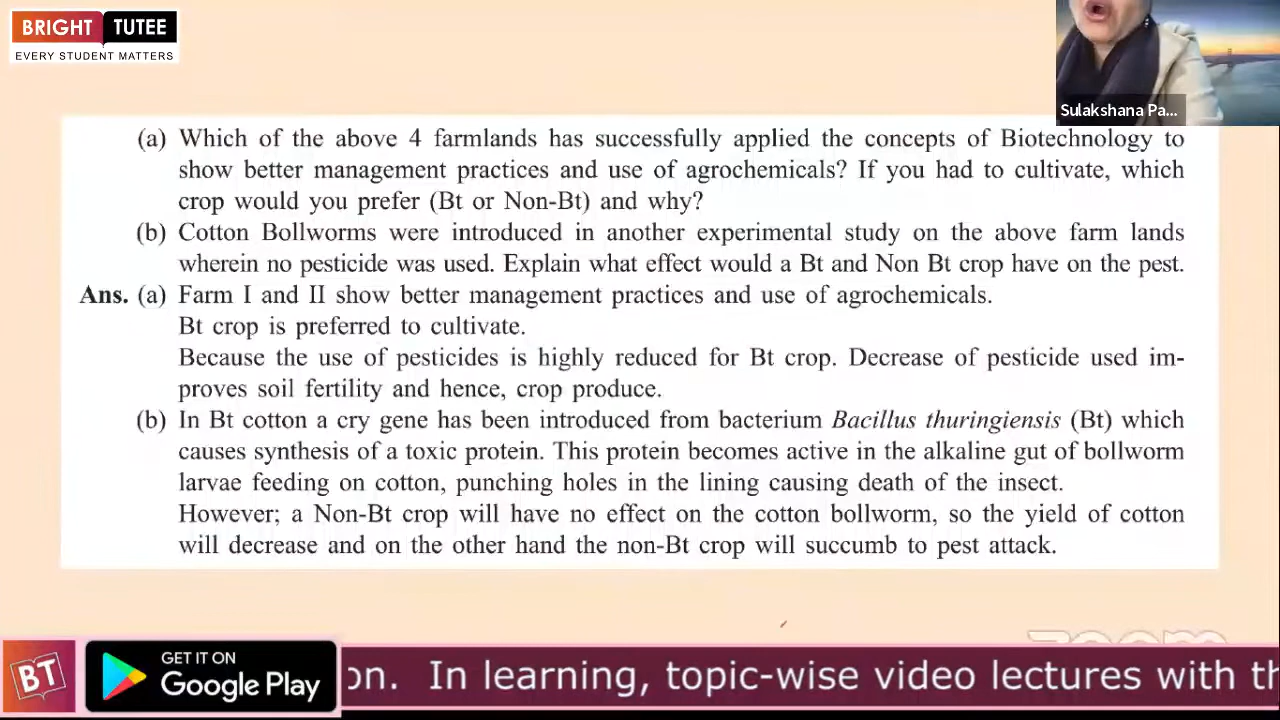 BRIGHT TUTEE
EVERY STUDENT MATTERS
Sulakshana Pa...
(a) Which of the above 4 farmlands has successfully applied the concepts of Biotechnology to
show better management practices and use of agrochemicals? If you had to cultivate, which
crop would you prefer (Bt or Non-Bt) and why?
(b) Cotton Bollworms were introduced in another experimental study on the above farm lands
wherein no pesticide was used. Explain what effect would a Bt and Non Bt crop have on the pest.
Ans. (a) Farm I and II show better management practices and use of agrochemicals.
Bt crop is preferred to cultivate.
Because the use of pesticides is highly reduced for Bt crop. Decrease of pesticide used im-
proves soil fertility and hence, crop produce.
(b) In Bt cotton a cry gene has been introduced from bacterium Bacillus thuringiensis (Bt) which
causes synthesis of a toxic protein. This protein becomes active in the alkaline gut of bollworm
larvae feeding on cotton, punching holes in the lining causing death of the insect.
However; a Non-Bt crop will have no effect on the cotton bollworm, so the yield of cotton
will decrease and on the other hand the non-Bt crop will succumb to pest attack.
zoom
BT
GET IT ON
Google Play
on. In learning, topic-wise video lectures with th